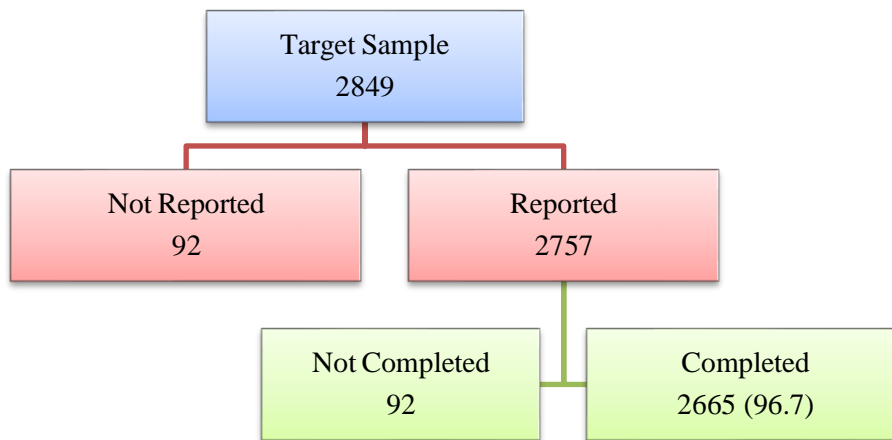 Target Sample
2849
Not Reported
92
Reported
2757
Not Completed
92
Completed
2665 (96.7)